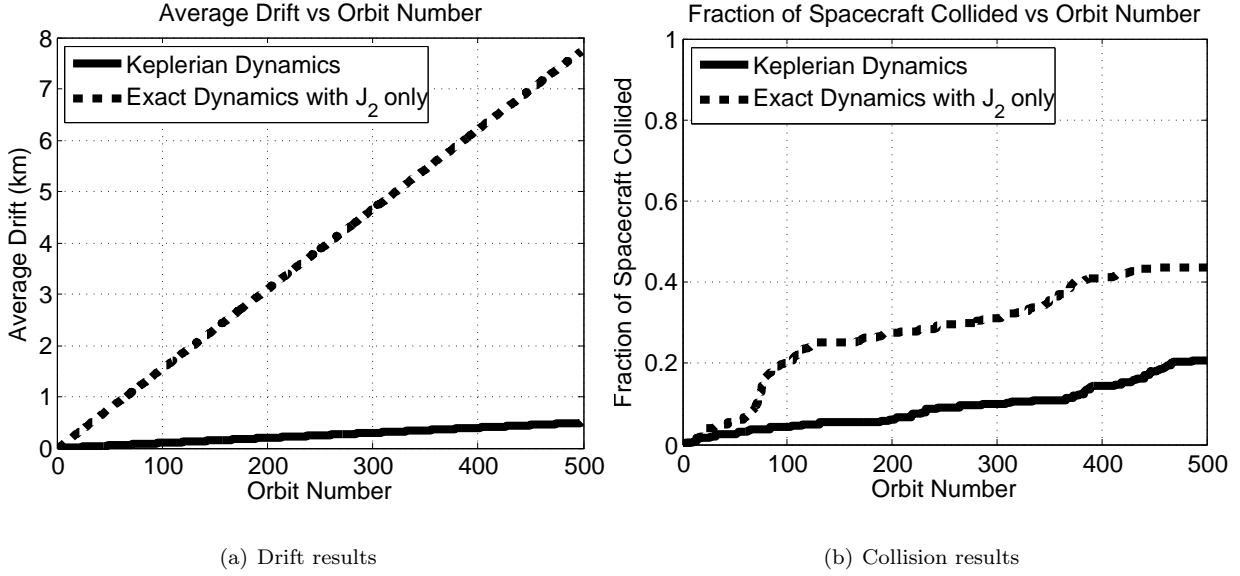 Average Drift vs Orbit Number
8
7
6
5
4
3
2
1
0
Average Drift (km)
Keplerian Dynamics
Exact Dynamics with J2 only
0 100 200 300 400 500
Orbit Number
(a) Drift results
Fraction of Spacecraft Collided vs Orbit Number
1
0.8
0.6
0.4
0.2
0
Fraction of Spacecraft Collided
Keplerian Dynamics
Exact Dynamics with J2 only
0 100 200 300 400 500
Orbit Number
(b) Collision results